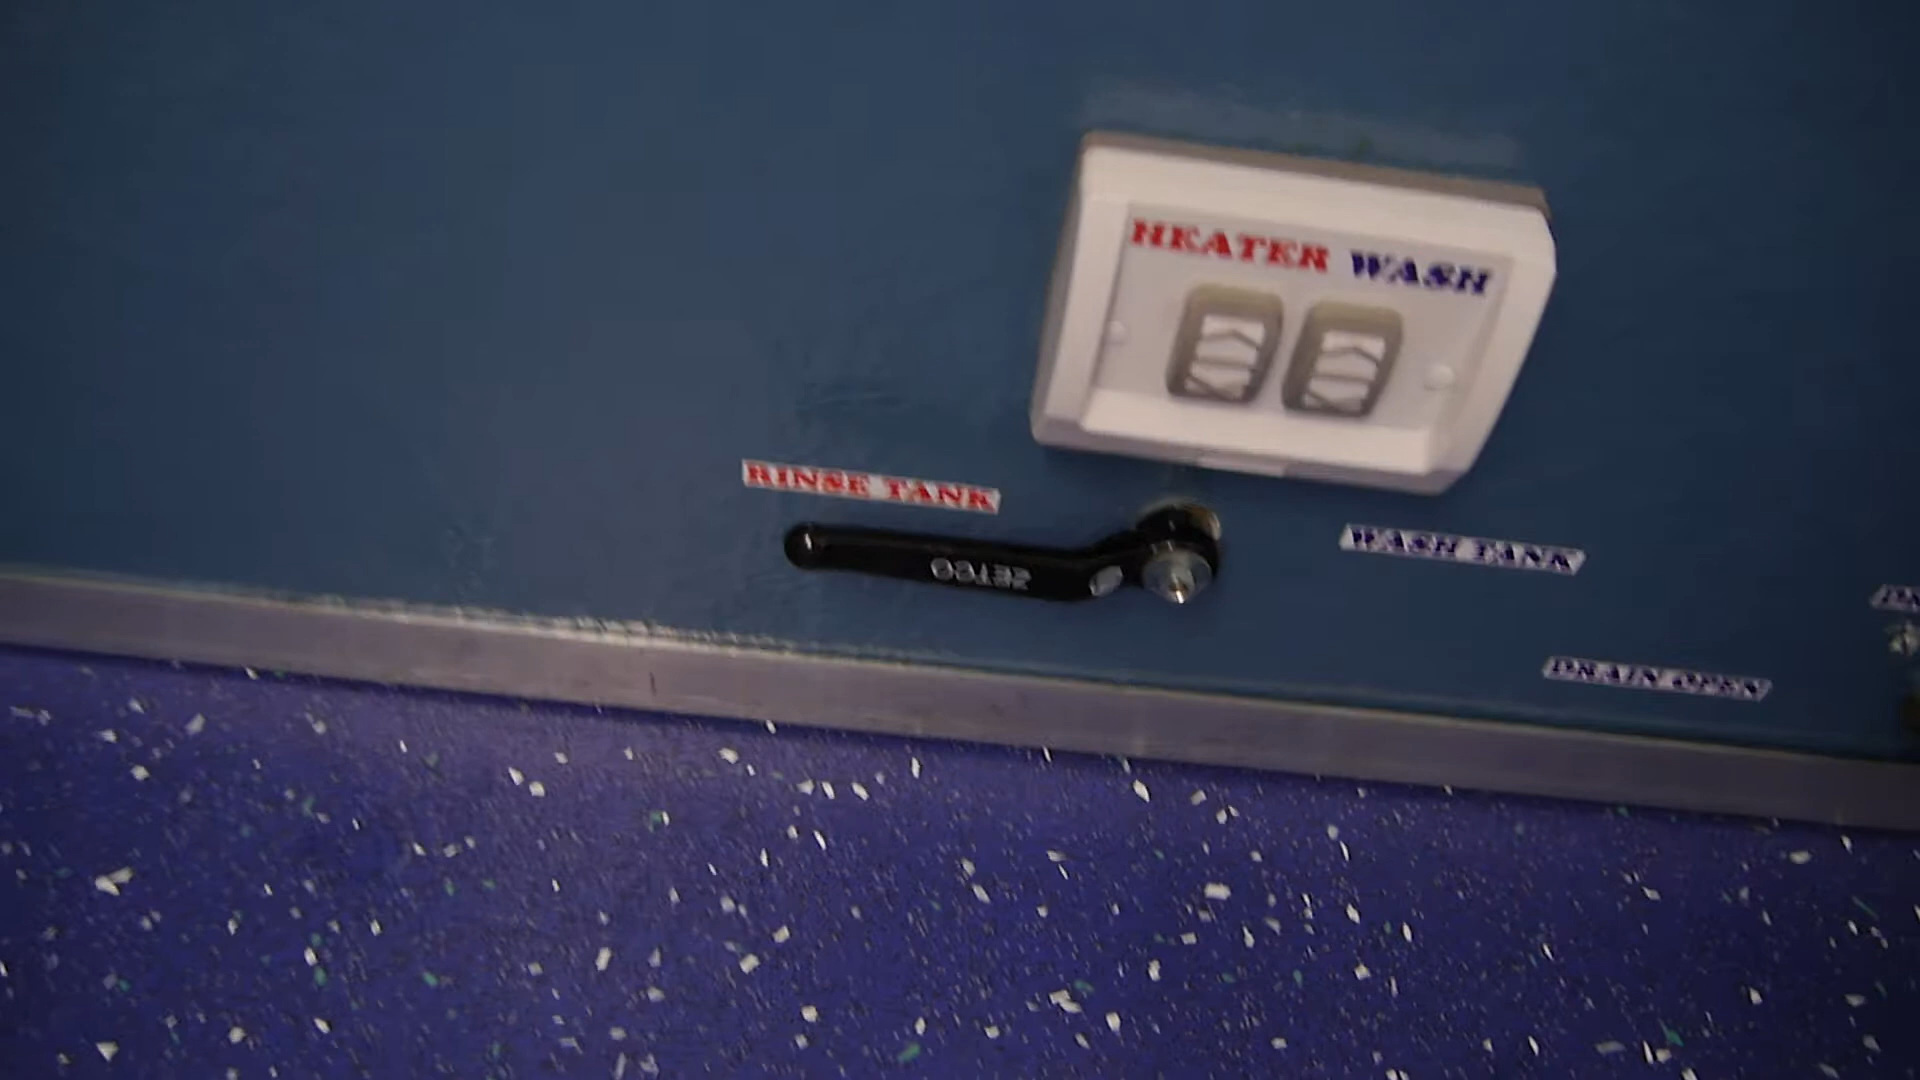 HEATER WASH
RINSE TANK
ZETCO
WASH TANK
DRAIN OPEN